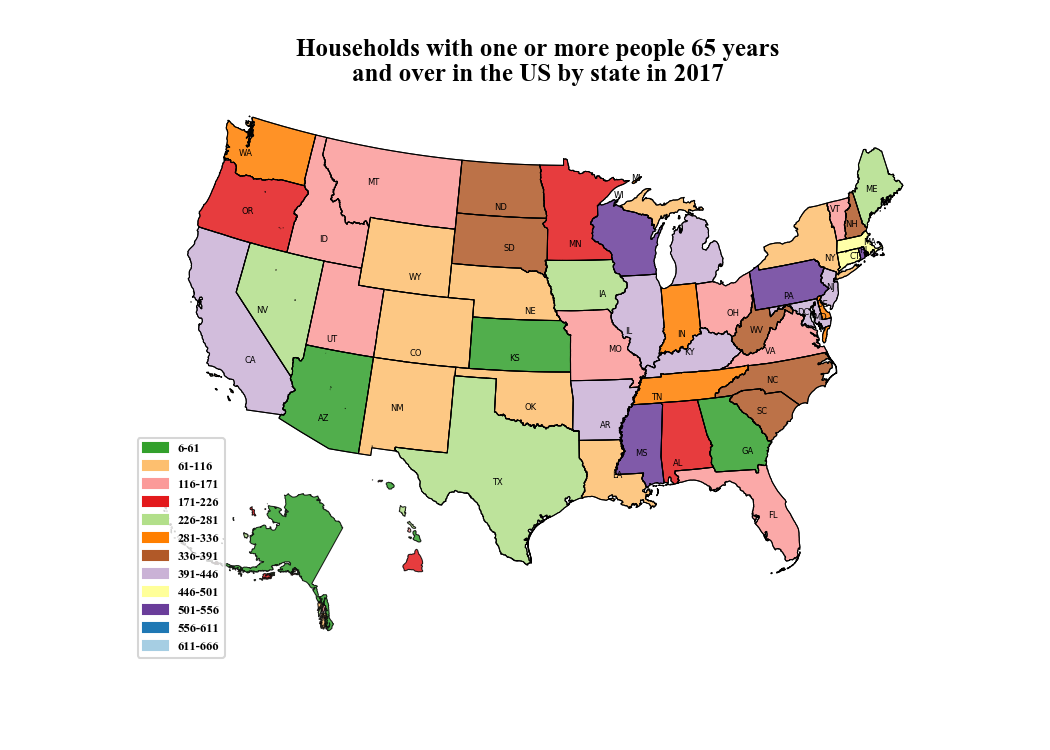 Households with one or more people 65 years
and over in the US by state in 2017
WA
MT
ND
MN
WI
MI
ME
VT
NH
OR
ID
SD
WY
NY
MA
CT
IA
NE
PA
NJ
NV
UT
CO
KS
IL
IN
OH
DC
WV
MO
KY
VA
CA
AZ
NM
OK
AR
TN
NC
SC
MS
AL
GA
LA
TX
FL
6-61
61-116
116-171
171-226
226-281
281-336
336-391
391-446
446-501
501-556
556-611
611-666